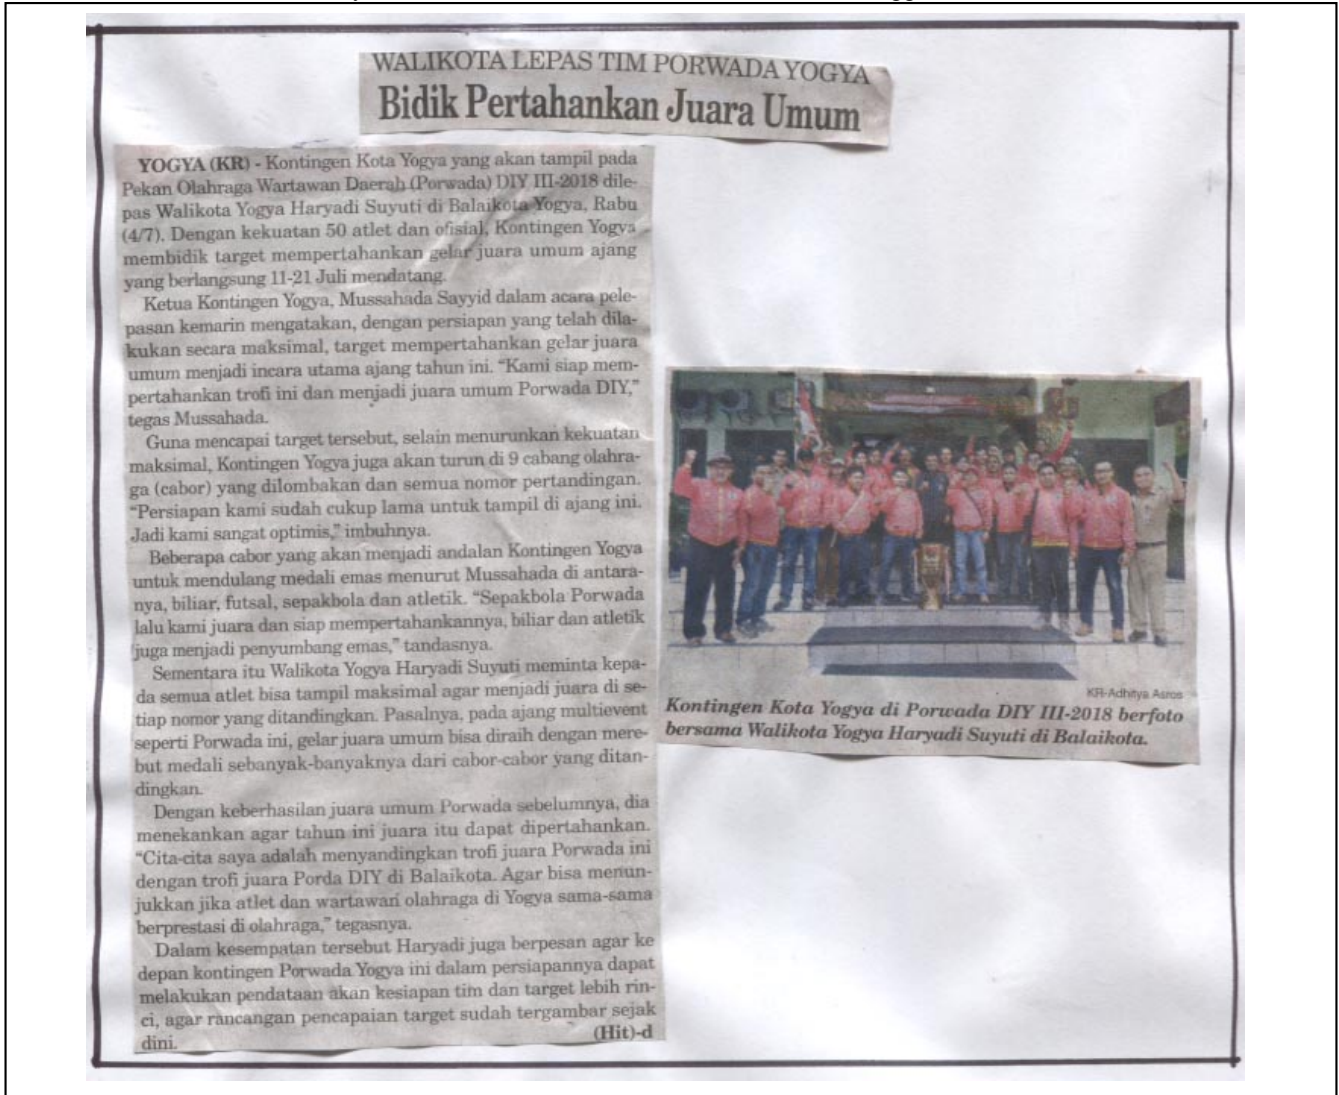 WALIKOTA LEPAS TIM PORWADA YOGYA
Bidik Pertahankan Juara Umum
YOGYA (KR) - Kontingen Kota Yogya yang akan tampil pada
Pekan Olahraga Wartawan Daerah (Porwada) DIY III-2018 dile-
pas Walikota Yogya Haryadi Suyuti di Balaikota Yogya, Rabu
(4/7). Dengan kekuatan 50 atlet dan ofisial, Kontingen Yogya
membidik target mempertahankan gelar juara umum ajang
yang berlangsung 11-21 Juli mendatang.
Ketua Kontingen Yogya, Mussahada Sayyid dalam acara pele-
pasan kemarin mengatakan, dengan persiapan yang telah dila-
kukan secara maksimal, target mempertahankan gelar juara
umum menjadi incara utama ajang tahun ini. “Kami siap mem-
pertahankan trofi ini dan menjadi juara umum Porwada DIY,”
tegas Mussahada.
Guna mencapai target tersebut, selain menurunkan kekuatan
maksimal, Kontingen Yogya juga akan turun di 9 cabang olahra-
ga (cabor) yang dilombakan dan semua nomor pertandingan.
“Persiapan kami sudah cukup lama untuk tampil di ajang ini.
Jadi kami sangat optimis,” imbuhnya.
Beberapa cabor yang akan menjadi andalan Kontingen Yogya
untuk mendulang medali emas menurut Mussahada di antara-
nya, biliar, futsal, sepakbola dan atletik. “Sepakbola Porwada
lalu kami juara dan siap mempertahankannya, biliar dan atletik
juga menjadi penyumbang emas,” tandasnya.
Sementara itu Walikota Yogya Haryadi Suyuti meminta kepa-
da semua atlet bisa tampil maksimal agar menjadi juara di se-
tiap nomor yang ditandingkan. Pasalnya, pada ajang multievent
seperti Porwada ini, gelar juara umum bisa diraih dengan mere-
but medali sebanyak-banyaknya dari cabor-cabor yang ditan-
dingkan.
Dengan keberhasilan juara umum Porwada sebelumnya, dia
menekankan agar tahun ini juara itu dapat dipertahankan.
“Cita-cita saya adalah menyandingkan trofi juara Porwada ini
dengan trofi juara Porda DIY di Balaikota. Agar bisa menun-
jukkan jika atlet dan wartawan olahraga di Yogya sama-sama
berprestasi di olahraga,” tegasnya.
Dalam kesempatan tersebut Haryadi juga berpesan agar ke
depan kontingen Porwada Yogya ini dalam persiapannya dapat
melakukan pendataan akan kesiapan tim dan target lebih rin-
ci, agar rancangan pencapaian target sudah tergambar sejak
dini. (Hit)-d
KR-Adhitya Asros
Kontingen Kota Yogya di Porwada DIY III-2018 berfoto
bersama Walikota Yogya Haryadi Suyuti di Balaikota.